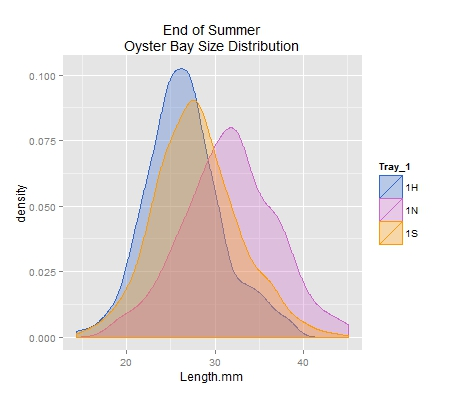 End of Summer
Oyster Bay Size Distribution
0.100
0.075
0.050
0.025
0.000
density
20 30 40
Length.mm
Tray_1
1H
1N
1S